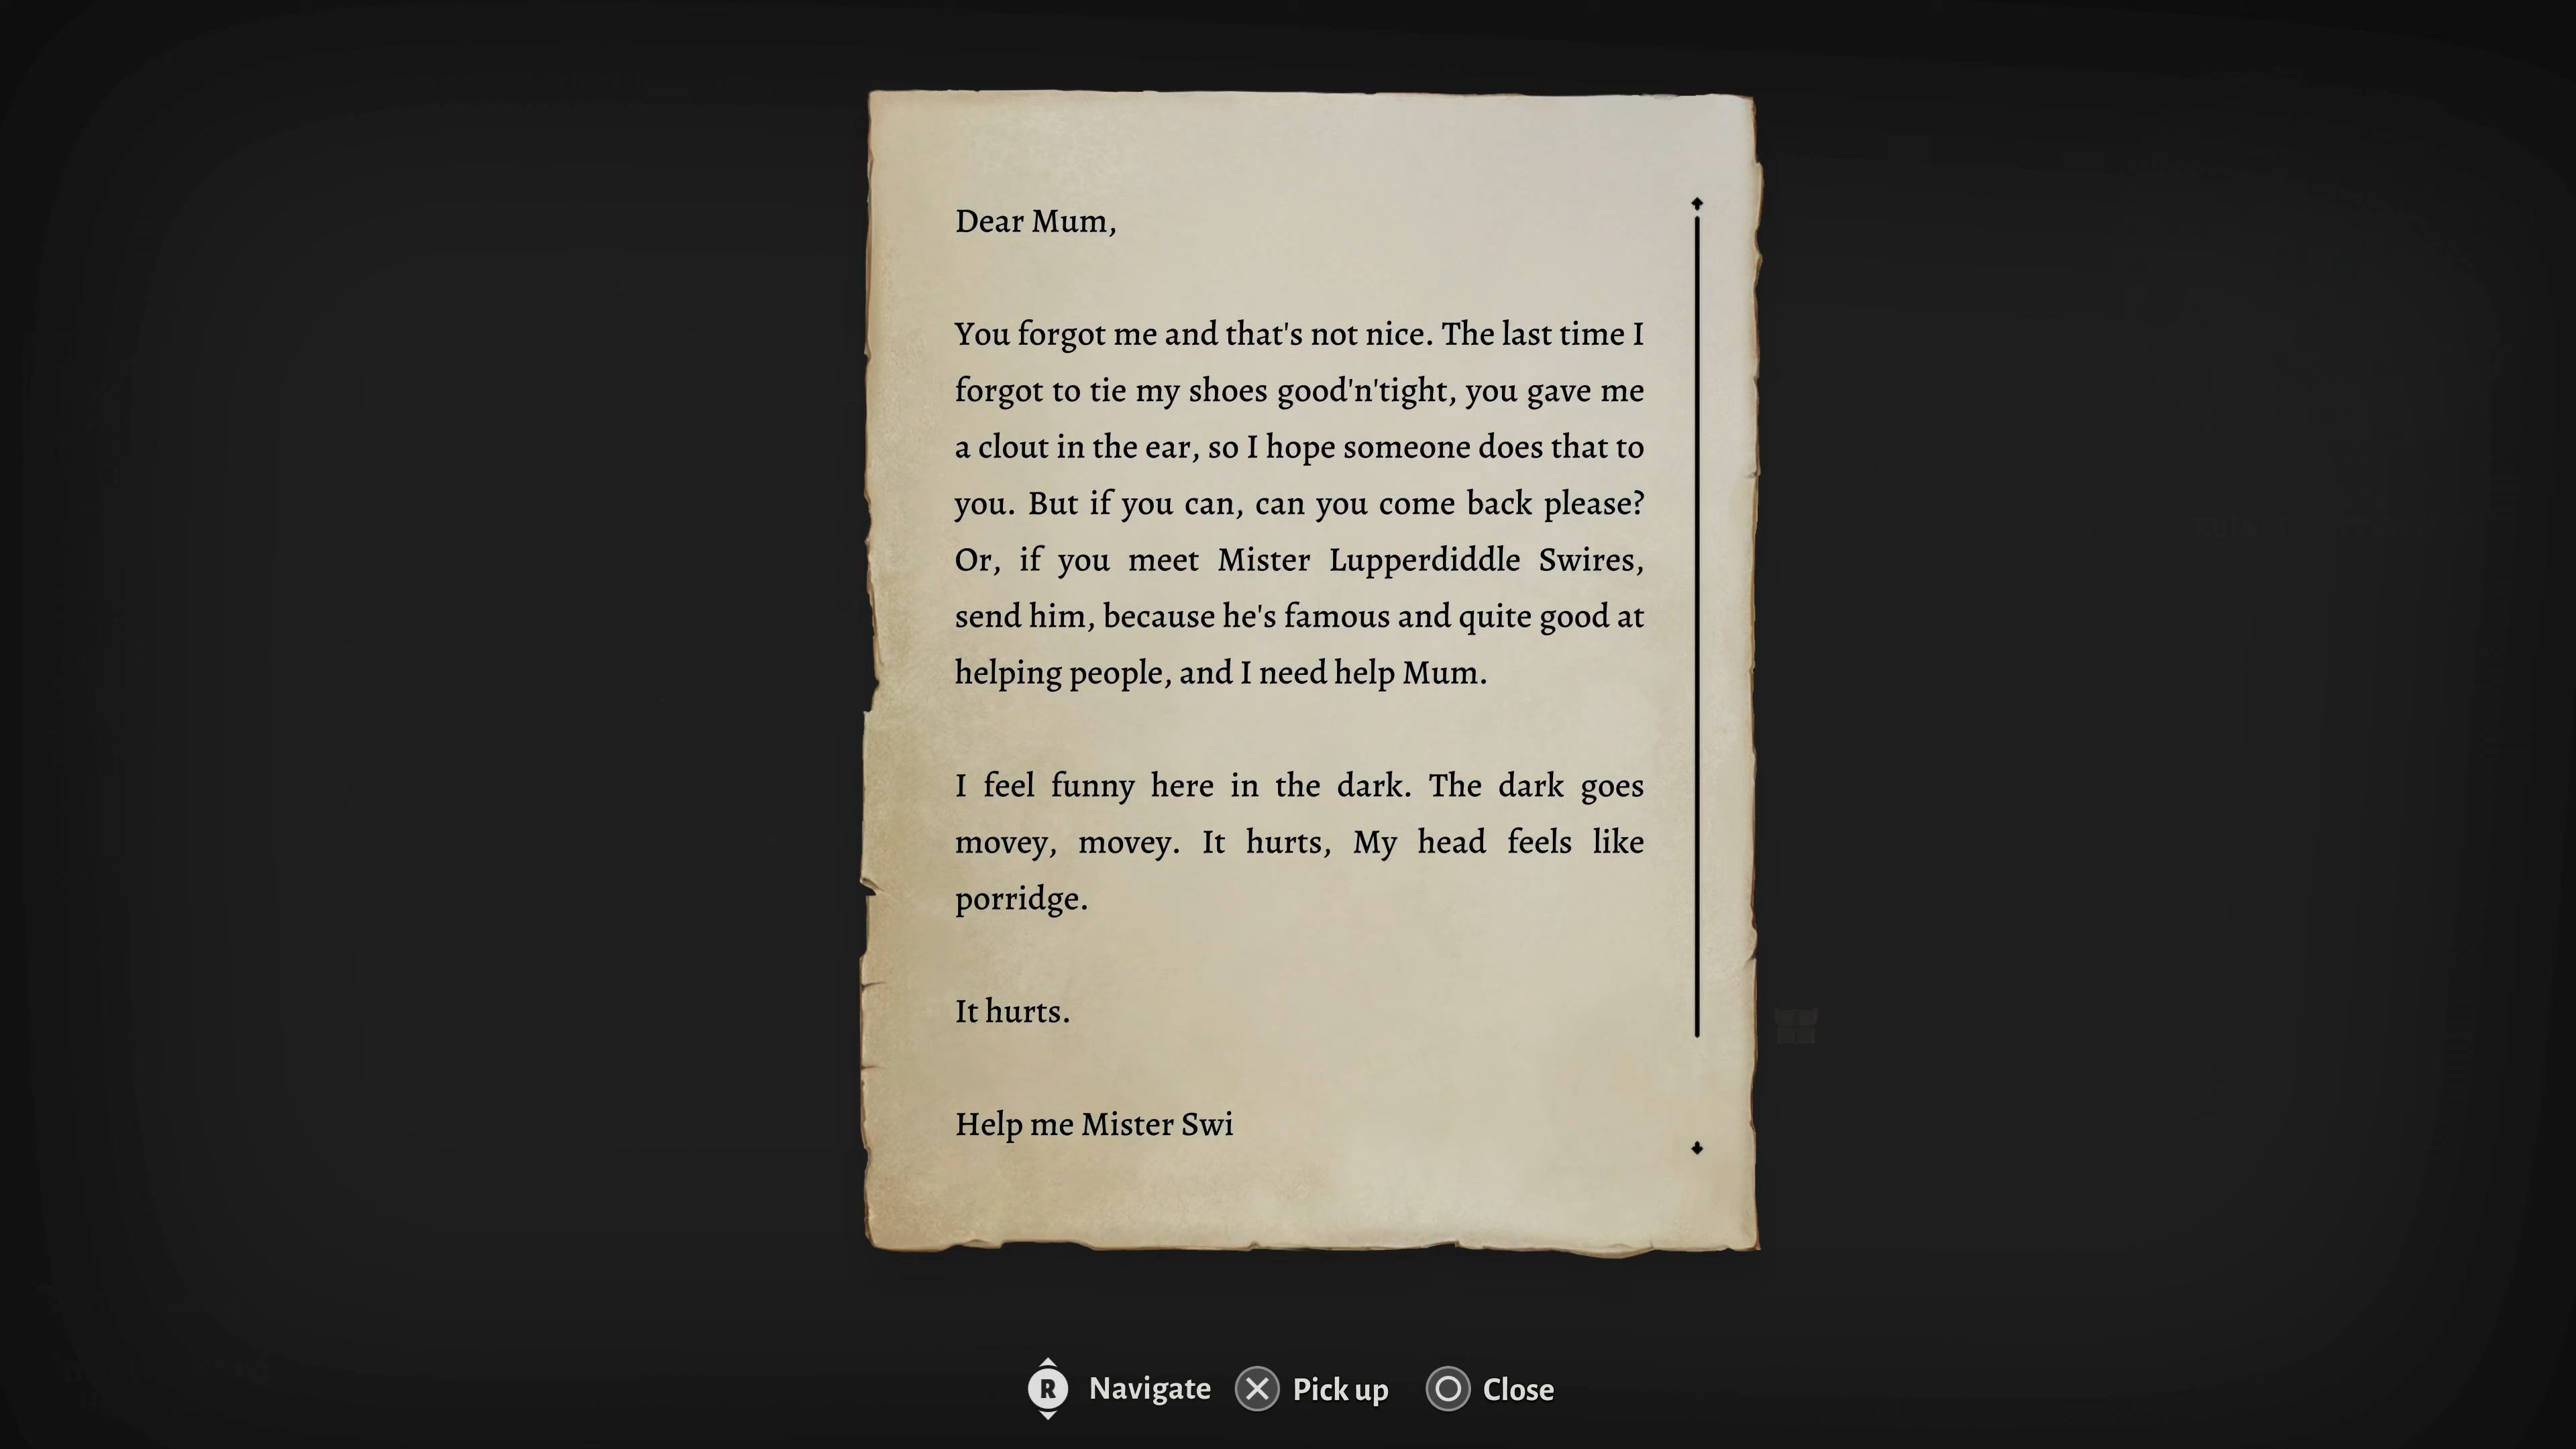 Dear Mum,
You forgot me and that's not nice. The last time I
forgot to tie my shoes good'n'tight, you gave me
a clout in the ear, so I hope someone does that to
you. But if you can, can you come back please?
Or, if you meet Mister Lupperdiddle Swires,
send him, because he's famous and quite good at
helping people, and I need help Mum.
I feel funny here in the dark. The dark goes
movey, movey. It hurts, My head feels like
porridge.
It hurts.
Help me Mister Swi
R Navigate Pick up Close